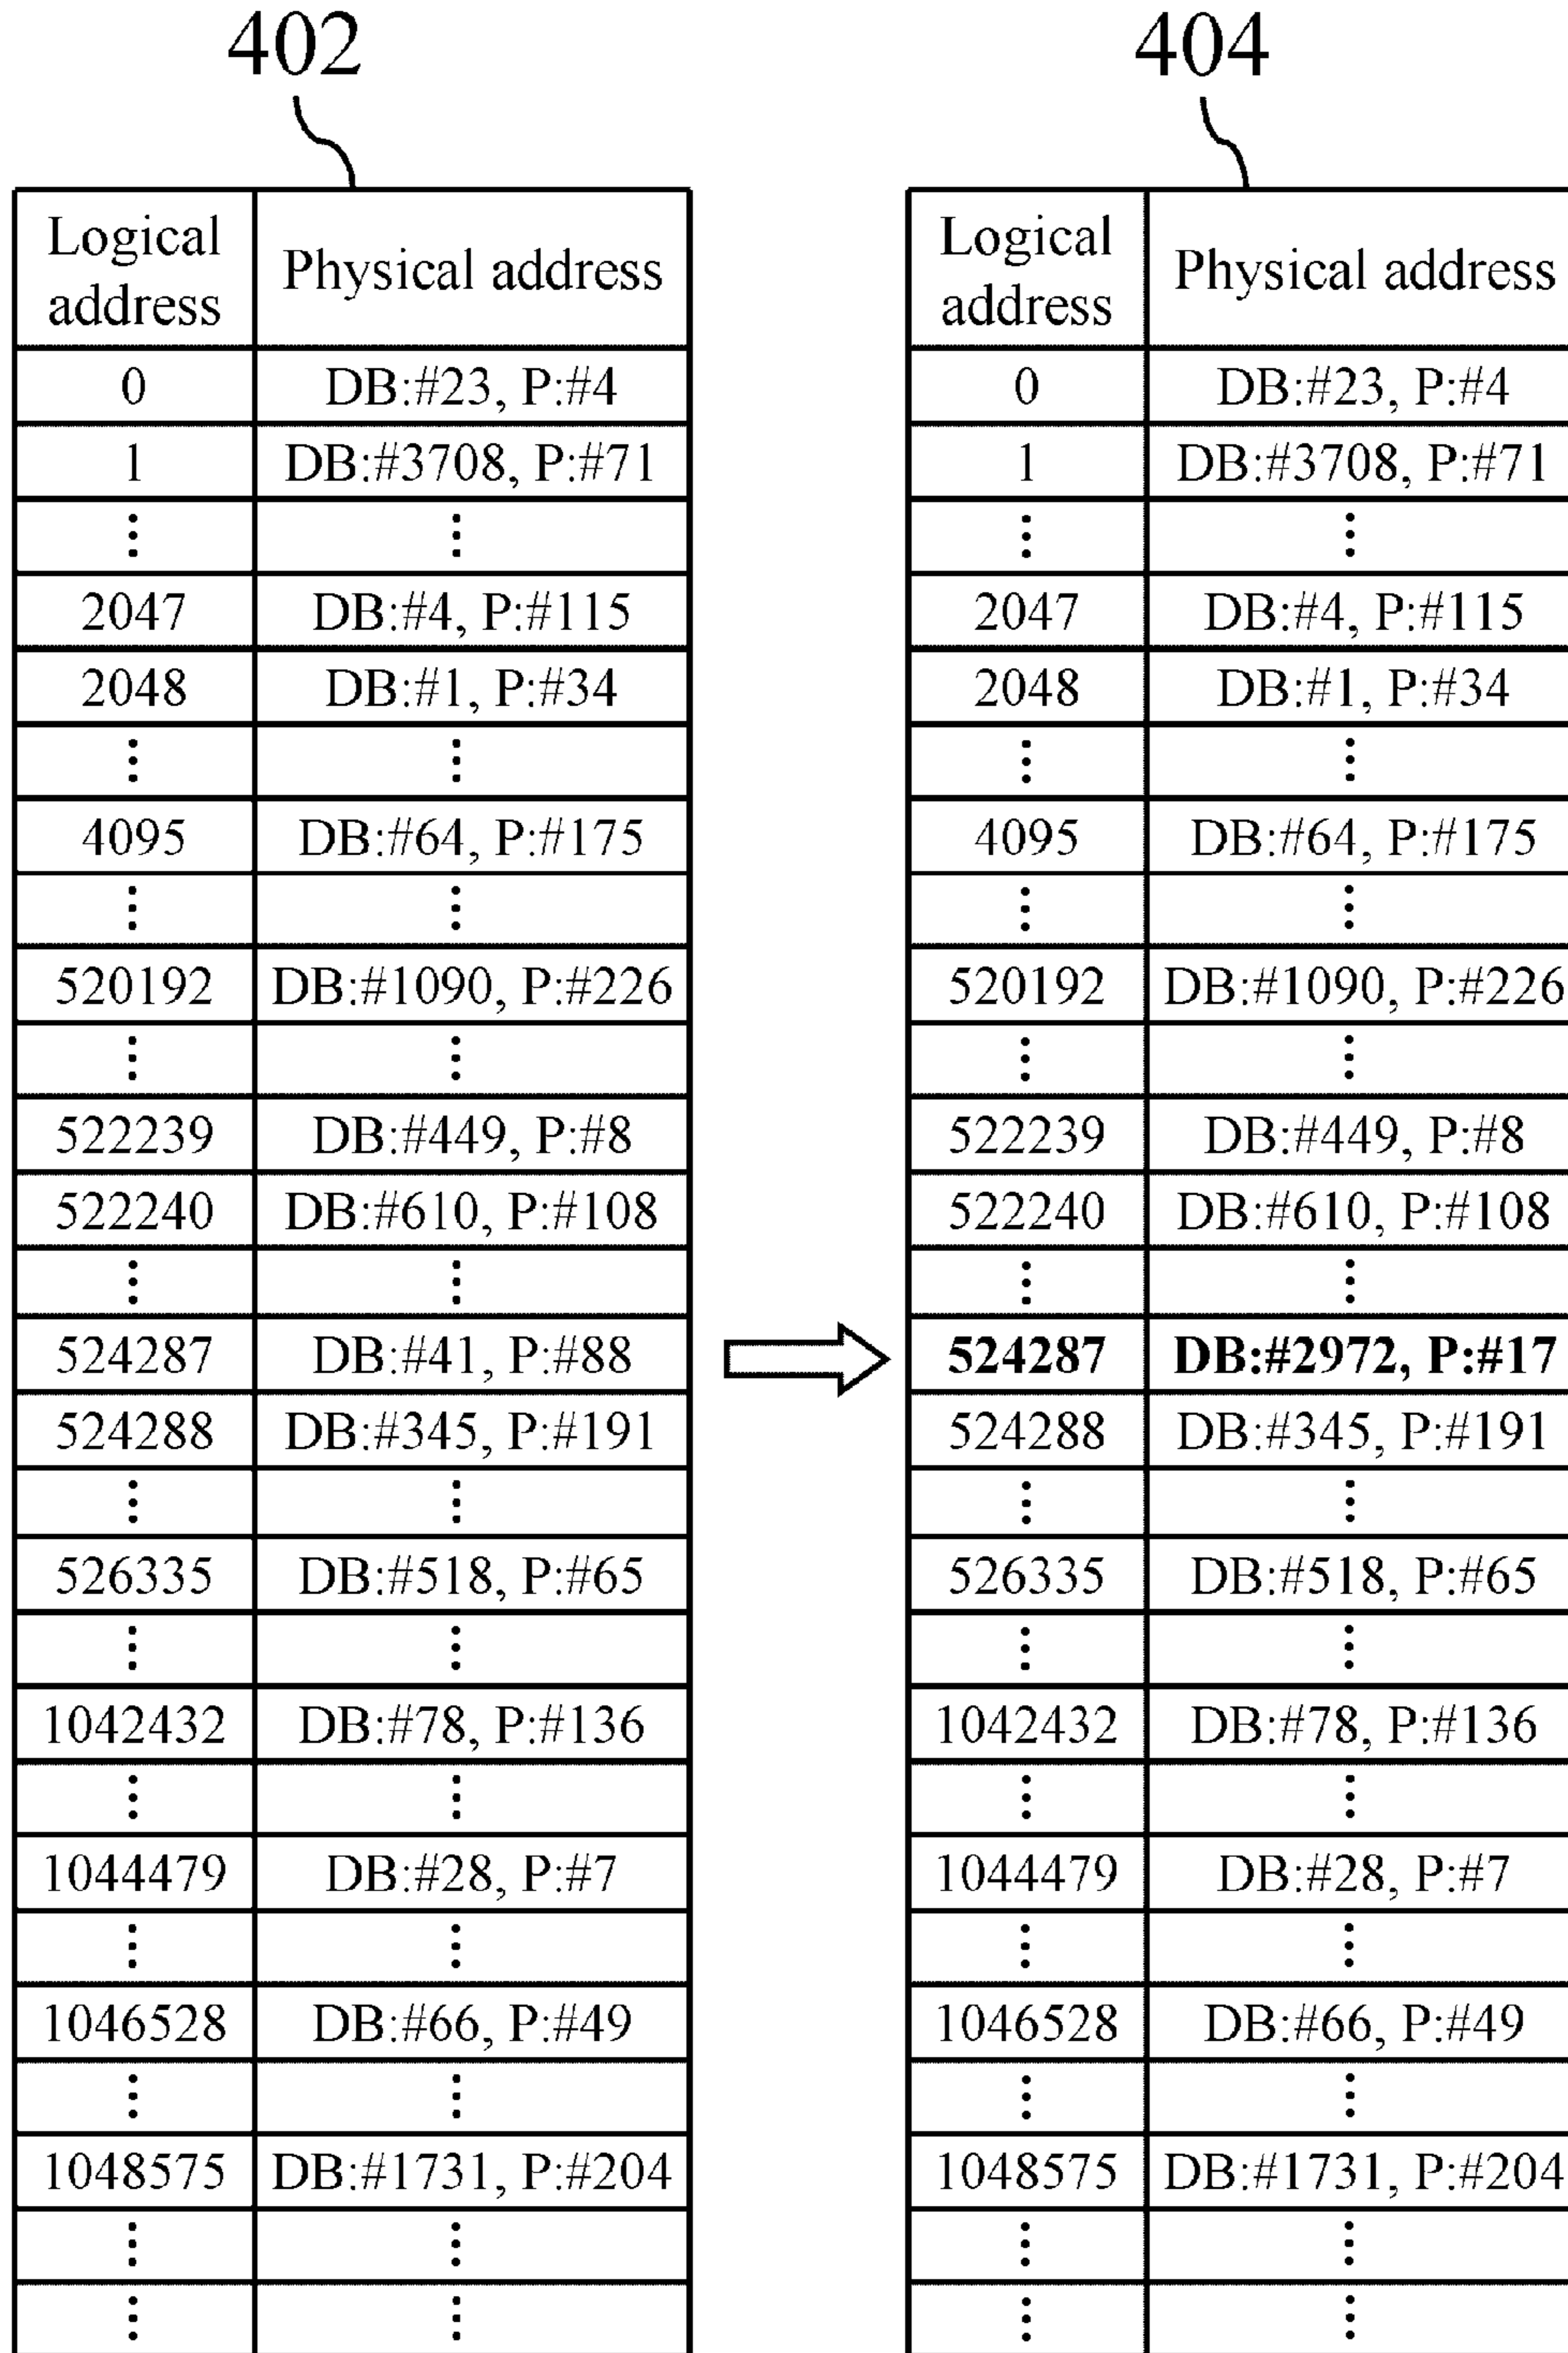 402 404
Logical address Physical address Logical address Physical address
0 DB:#23, P:#4 0 DB:#23, P:#4
1 DB:#3708, P:#71 1 DB:#3708, P:#71
⋮ ⋮ ⋮ ⋮
2047 DB:#4, P:#115 2047 DB:#4, P:#115
2048 DB:#1, P:#34 2048 DB:#1, P:#34
⋮ ⋮ ⋮ ⋮
4095 DB:#64, P:#175 4095 DB:#64, P:#175
⋮ ⋮ ⋮ ⋮
520192 DB:#1090, P:#226 520192 DB:#1090, P:#226
⋮ ⋮ ⋮ ⋮
522239 DB:#449, P:#8 522239 DB:#449, P:#8
522240 DB:#610, P:#108 522240 DB:#610, P:#108
⋮ ⋮ ⋮ ⋮
524287 DB:#41, P:#88 524287 DB:#2972, P:#17
524288 DB:#345, P:#191 524288 DB:#345, P:#191
⋮ ⋮ ⋮ ⋮
526335 DB:#518, P:#65 526335 DB:#518, P:#65
⋮ ⋮ ⋮ ⋮
1042432 DB:#78, P:#136 1042432 DB:#78, P:#136
⋮ ⋮ ⋮ ⋮
1044479 DB:#28, P:#7 1044479 DB:#28, P:#7
⋮ ⋮ ⋮ ⋮
1046528 DB:#66, P:#49 1046528 DB:#66, P:#49
⋮ ⋮ ⋮ ⋮
1048575 DB:#1731, P:#204 1048575 DB:#1731, P:#204
⋮ ⋮ ⋮ ⋮
⋮ ⋮ ⋮ ⋮